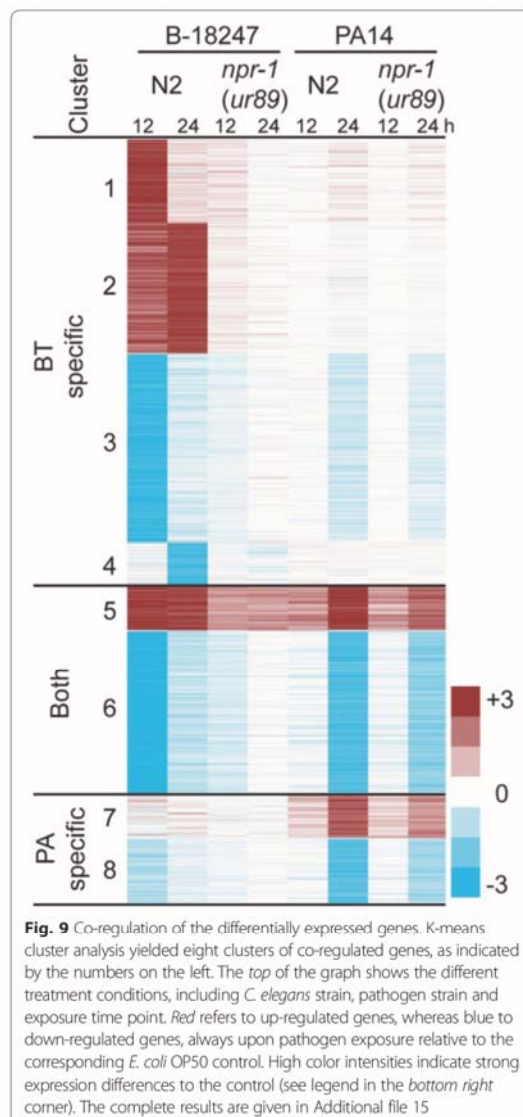 B-18247 PA14
N2 npr-1 (ur89) N2 npr-1 (ur89)
Cluster
12 24 12 24 12 24 12 24 h
BT specific
1
2
3
4
Both
5
6
PA specific
7
8
+3
0
-3
Fig. 9 Co-regulation of the differentially expressed genes. K-means
cluster analysis yielded eight clusters of co-regulated genes, as indicated
by the numbers on the left. The top of the graph shows the different
treatment conditions, including C. elegans strain, pathogen strain and
exposure time point. Red refers to up-regulated genes, whereas blue to
down-regulated genes, always upon pathogen exposure relative to the
corresponding E. coli OP50 control. High color intensities indicate strong
expression differences to the control (see legend in the bottom right
corner). The complete results are given in Additional file 15